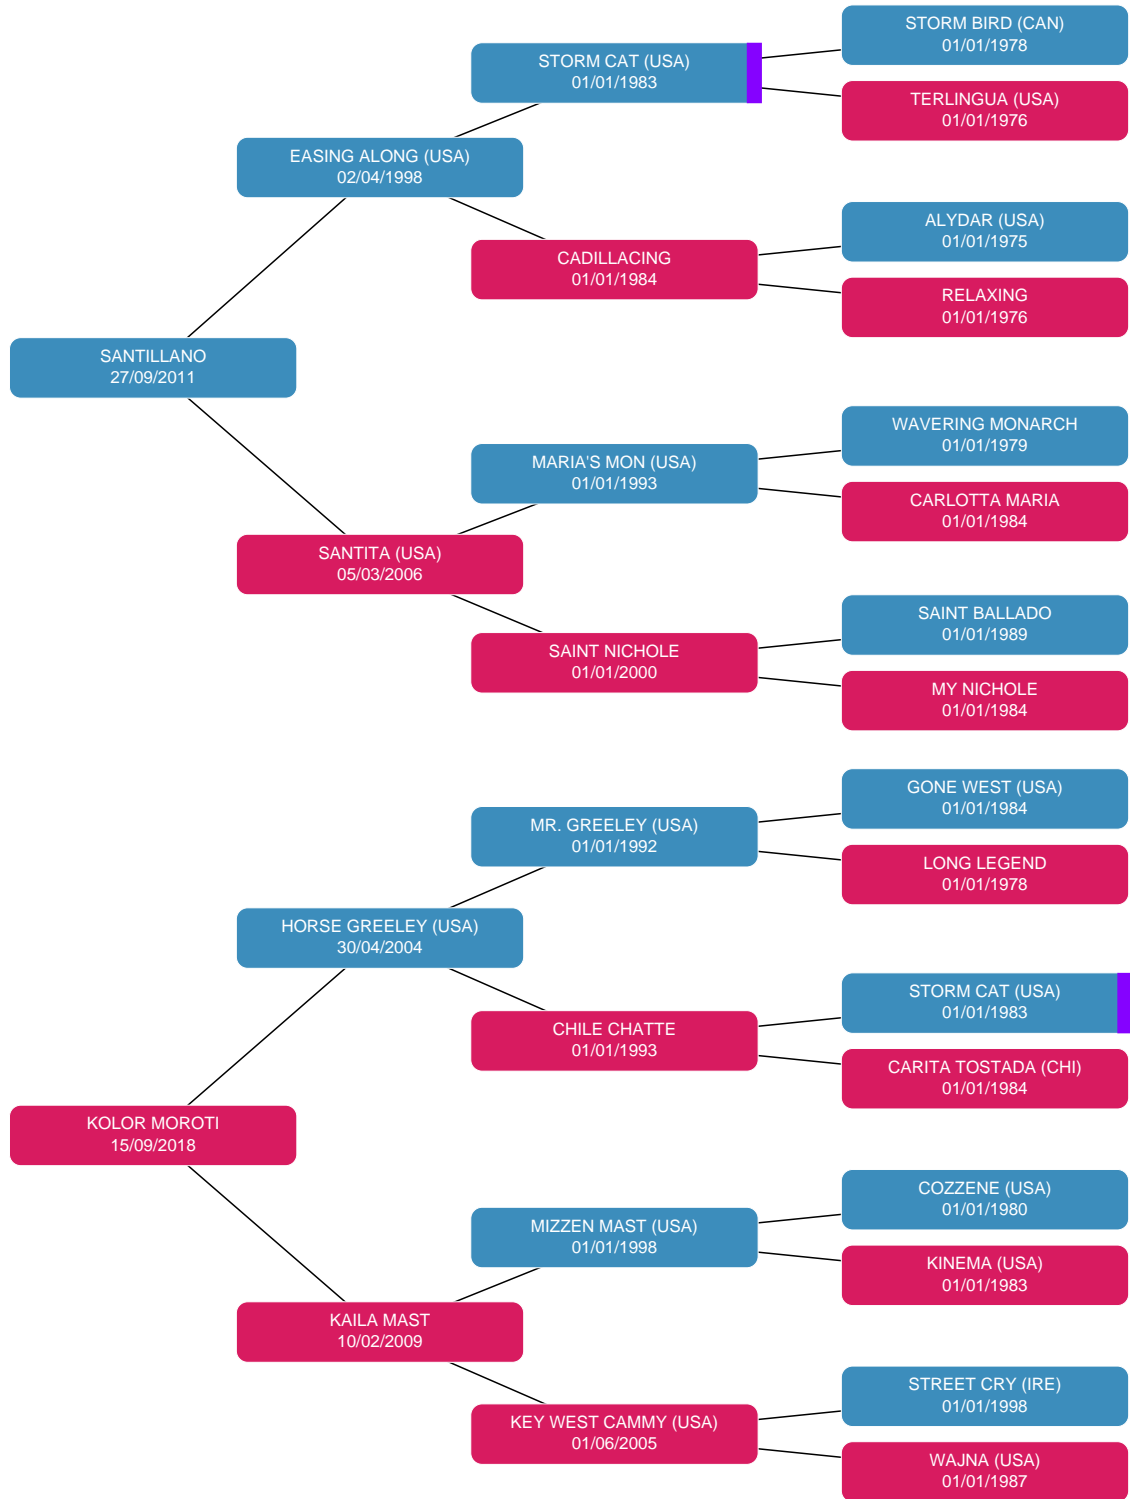 STORM BIRD (CAN)
01/01/1978
STORM CAT (USA)
01/01/1983
TERLINGUA (USA)
01/01/1976
EASING ALONG (USA)
02/04/1998
ALYDAR (USA)
01/01/1975
CADILLACING
01/01/1984
RELAXING
01/01/1976
SANTILLANO
27/09/2011
WAVERING MONARCH
01/01/1979
MARIA'S MON (USA)
01/01/1993
CARLOTTA MARIA
01/01/1984
SANTITA (USA)
05/03/2006
SAINT BALLADO
01/01/1989
SAINT NICHOLE
01/01/2000
MY NICHOLE
01/01/1984
GONE WEST (USA)
01/01/1984
MR. GREELEY (USA)
01/01/1992
LONG LEGEND
01/01/1978
HORSE GREELEY (USA)
30/04/2004
STORM CAT (USA)
01/01/1983
CHILE CHATTE
01/01/1993
CARITA TOSTADA (CHI)
01/01/1984
KOLOR MOROTI
15/09/2018
COZZENE (USA)
01/01/1980
MIZZEN MAST (USA)
01/01/1998
KINEMA (USA)
01/01/1983
KAILA MAST
10/02/2009
STREET CRY (IRE)
01/01/1998
KEY WEST CAMMY (USA)
01/06/2005
WAJNA (USA)
01/01/1987